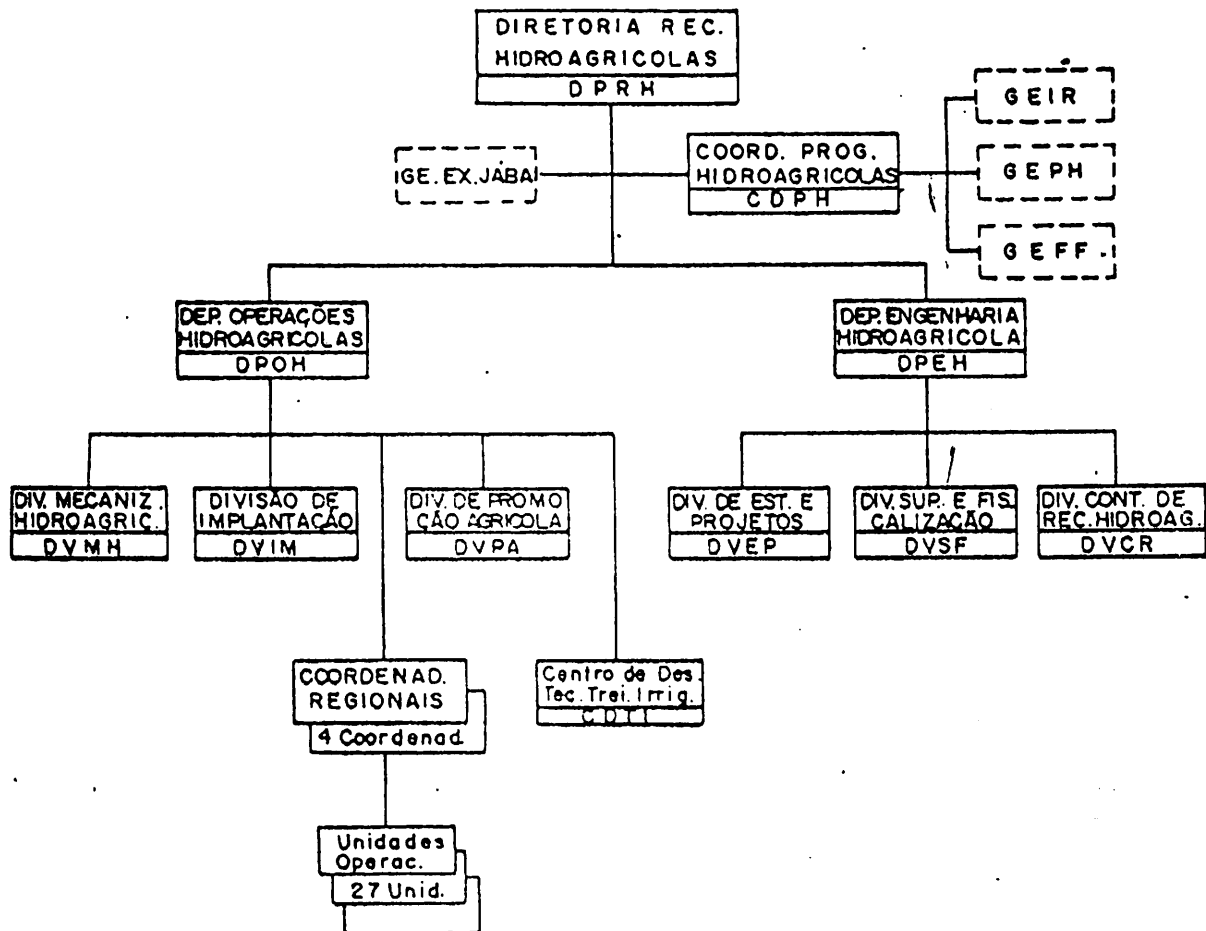 DIRETORIA REC.
HIDROAGRICOLAS
DPRH
GE.EX.JÁBA
COORD. PROG.
HIDROAGRICOLAS
CDPH
GEIR
GEPH
GEFF.
DEP. OPERAÇÕES
HIDROAGRICOLAS
DPOH
DEP. ENGENHARIA
HIDROAGRICOLA
DPEH
DIV. MECANIZ.
HIDROAGRIC.
DVMH
DIVISÃO DE
IMPLANTAÇÃO
DVIM
DIV. DE PROMO
ÇÃO AGRICOLA
DVPA
DIV. DE EST. E
PROJETOS
DVEP
DIV. SUP. E FIS
CALIZAÇÃO
DVSF
DIV. CONT. DE
REC. HIDROAG.
DVCR
COORDENAD.
REGIONAIS
4 Coordenad.
Centro de Des.
Tec. Trei. Irrig.
CDTI
Unidades
Operac.
27 Unid.